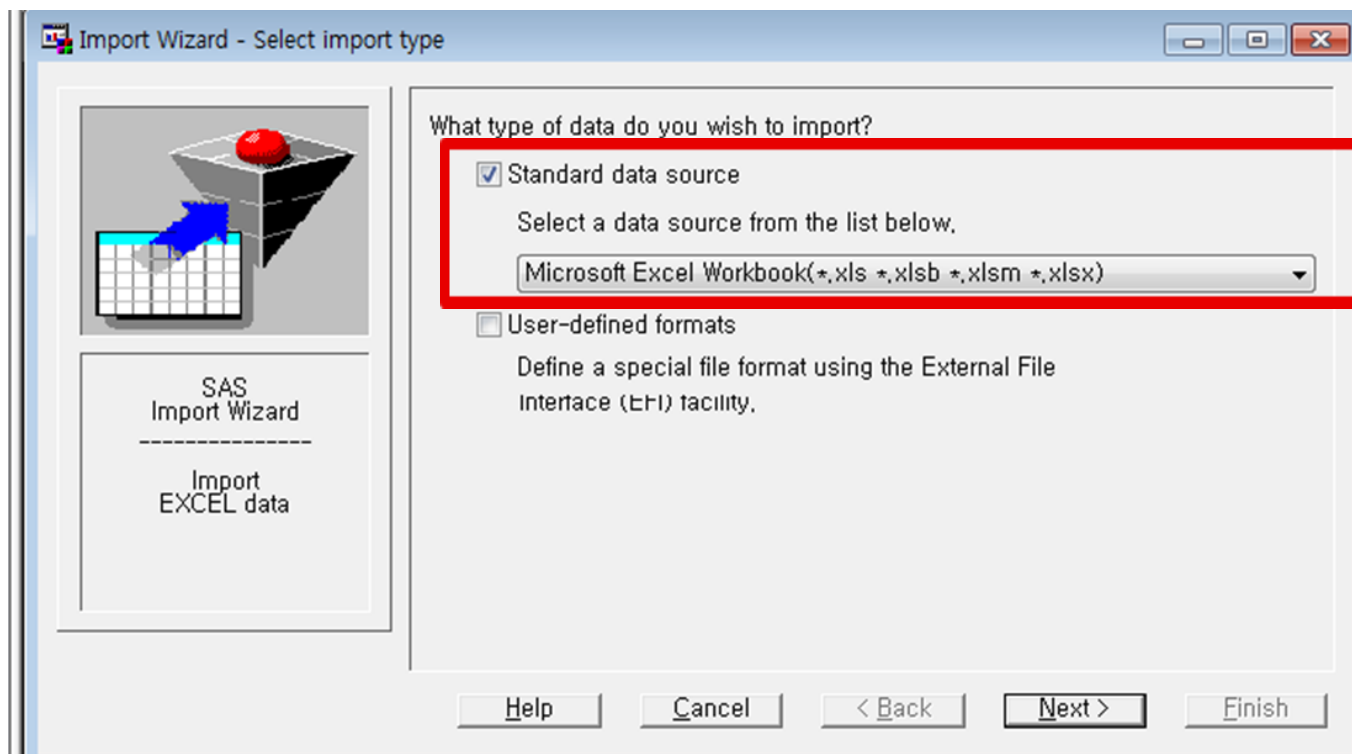 Import Wizard - Select import type
What type of data do you wish to import?
Standard data source
Select a data source from the list below,
Microsoft Excel Workbook(*,xls *,xlsb *,xlsm *,xlsx)
User-defined formats
Define a special file format using the External File
Interface (EFI) facility,
SAS
Import Wizard
---------------
Import
EXCEL data
Help
Cancel
< Back
Next >
Finish